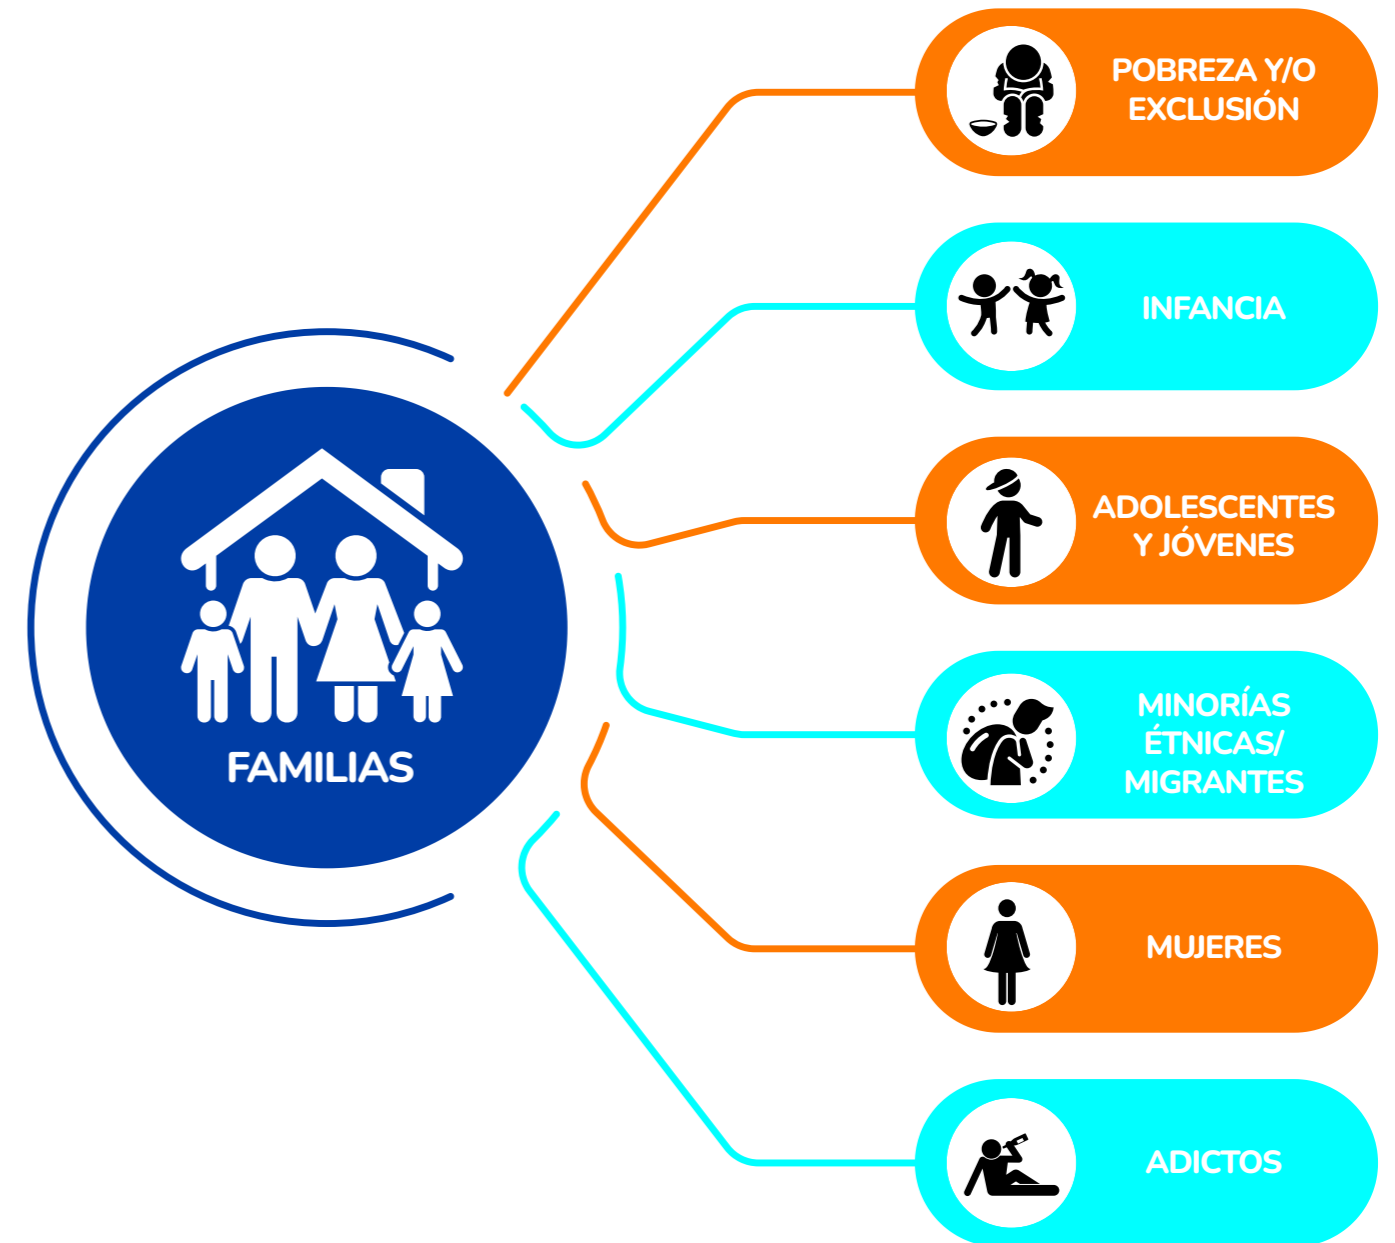 POBREZA Y/O
EXCLUSIÓN
INFANCIA
ADOLESCENTES
Y JÓVENES
MINORÍAS
ÉTNICAS/
MIGRANTES
FAMILIAS
MUJERES
ADICTOS